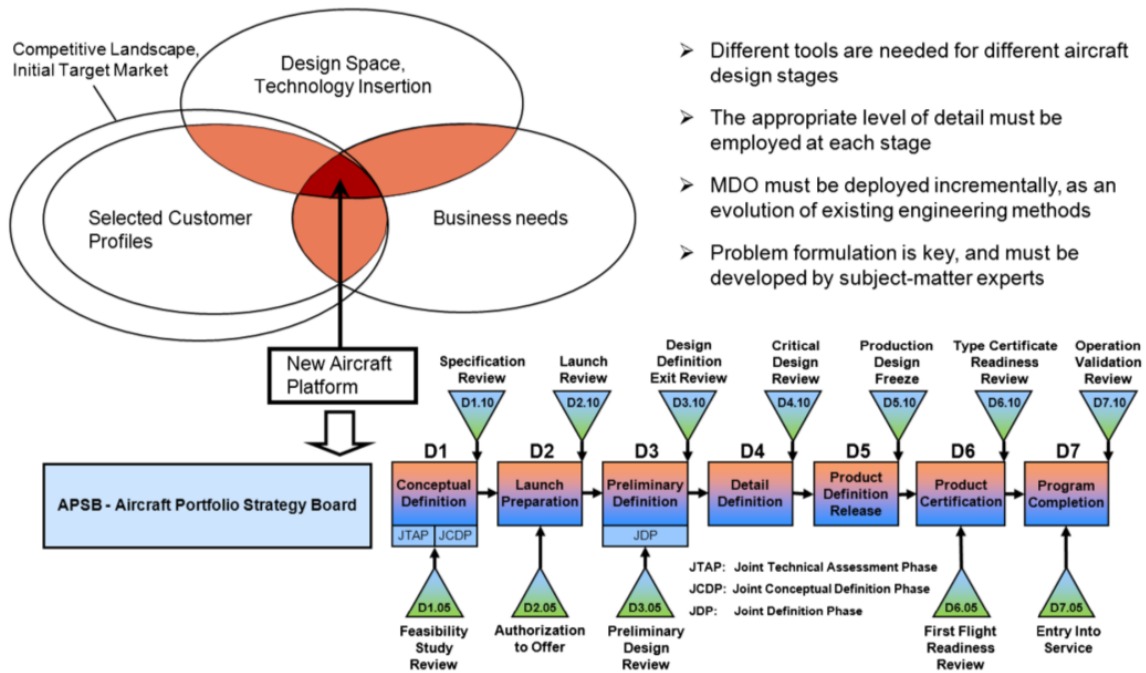 Competitive Landscape,
Initial Target Market
Design Space,
Technology Insertion
Selected Customer
Profiles
Business needs
New Aircraft
Platform
➢ Different tools are needed for different aircraft
design stages
➢ The appropriate level of detail must be
employed at each stage
➢ MDO must be deployed incrementally, as an
evolution of existing engineering methods
➢ Problem formulation is key, and must be
developed by subject-matter experts
APSB - Aircraft Portfolio Strategy Board
Specification
Review
Launch
Review
Design
Definition
Exit Review
Critical
Design
Review
Production
Design
Freeze
Type Certificate
Readiness
Review
Operation
Validation
Review
D1.10
D2.10
D3.10
D4.10
D5.10
D6.10
D7.10
D1
D2
D3
D4
D5
D6
D7
Conceptual
Definition
Launch
Preparation
Preliminary
Definition
Detail
Definition
Product
Definition
Release
Product
Certification
Program
Completion
JTAP
JCDP
JDP
JTAP: Joint Technical Assessment Phase
JCDP: Joint Conceptual Definition Phase
JDP: Joint Definition Phase
D1.05
D2.05
D3.05
D6.05
D7.05
Feasibility
Study
Review
Authorization
to Offer
Preliminary
Design
Review
First Flight
Readiness
Review
Entry Into
Service